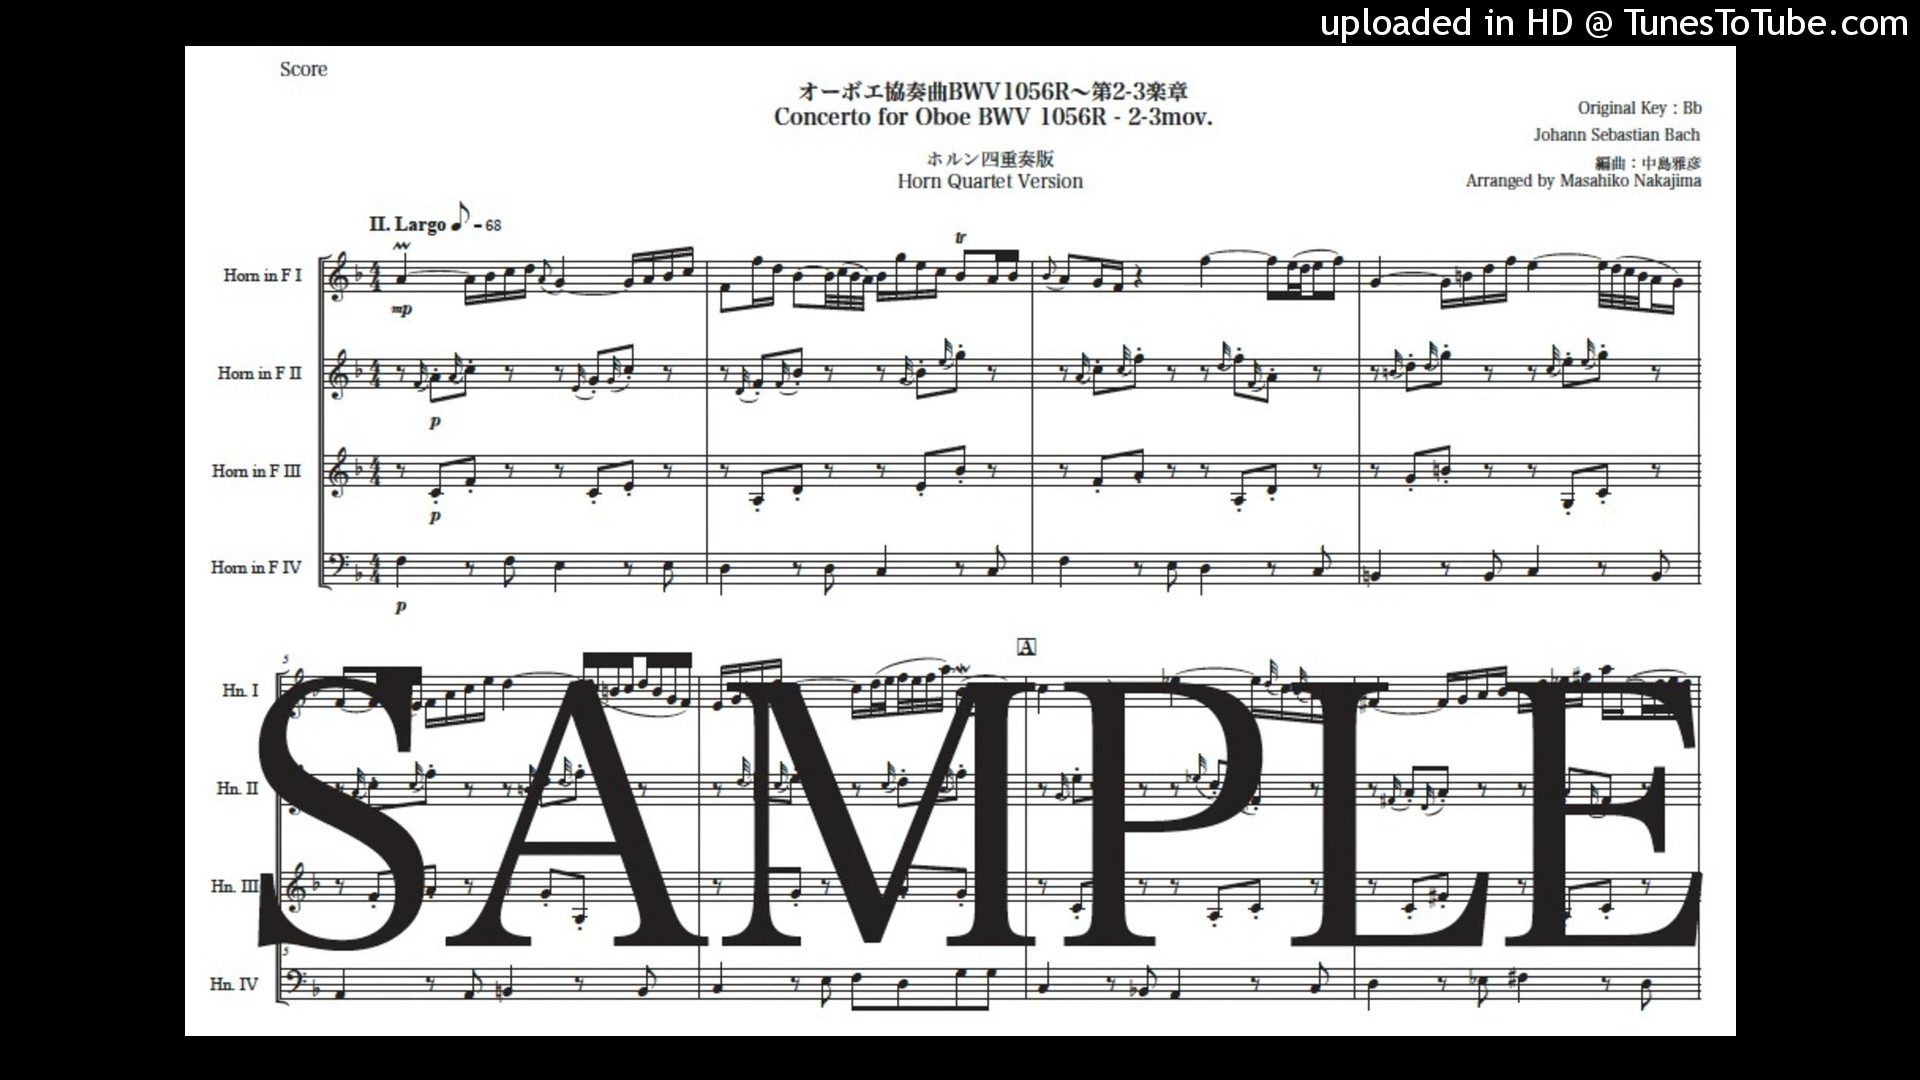 uploaded in HD @ TunesToTube.com
Score
オーボエ協奏曲BWV1056R～第2-3楽章
Concerto for Oboe BWV 1056R - 2-3mov.
Original Key : Bb
Johann Sebastian Bach
ホルン四重奏版
編曲：中島雅彦
Horn Quartet Version
Arranged by Masahiko Nakajima
II. Largo ♪ = 68
tr
Horn in F I
mp
Horn in F II
p
Horn in F III
p
Horn in F IV
p
A
5
Hn. I
Hn. II
SAMPLE
Hn. III
5
Hn. IV